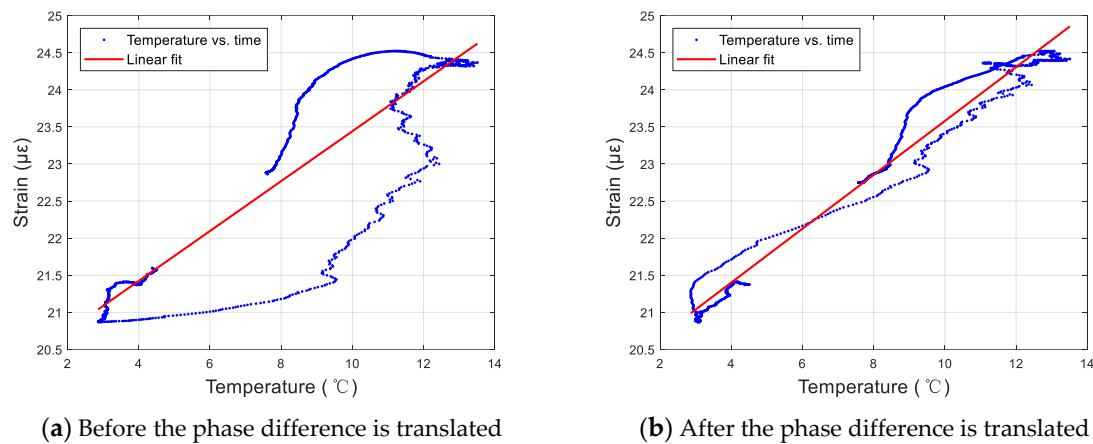 25
24.5
24
23.5
23
22.5
22
21.5
21
20.5
Strain (με)
Temperature vs. time
Linear fit
2 4 6 8 10 12 14
Temperature ( ℃)
(a) Before the phase difference is translated
25
24.5
24
23.5
23
22.5
22
21.5
21
20.5
Strain (με)
Temperature vs. time
Linear fit
2 4 6 8 10 12 14
Temperature ( ℃)
(b) After the phase difference is translated